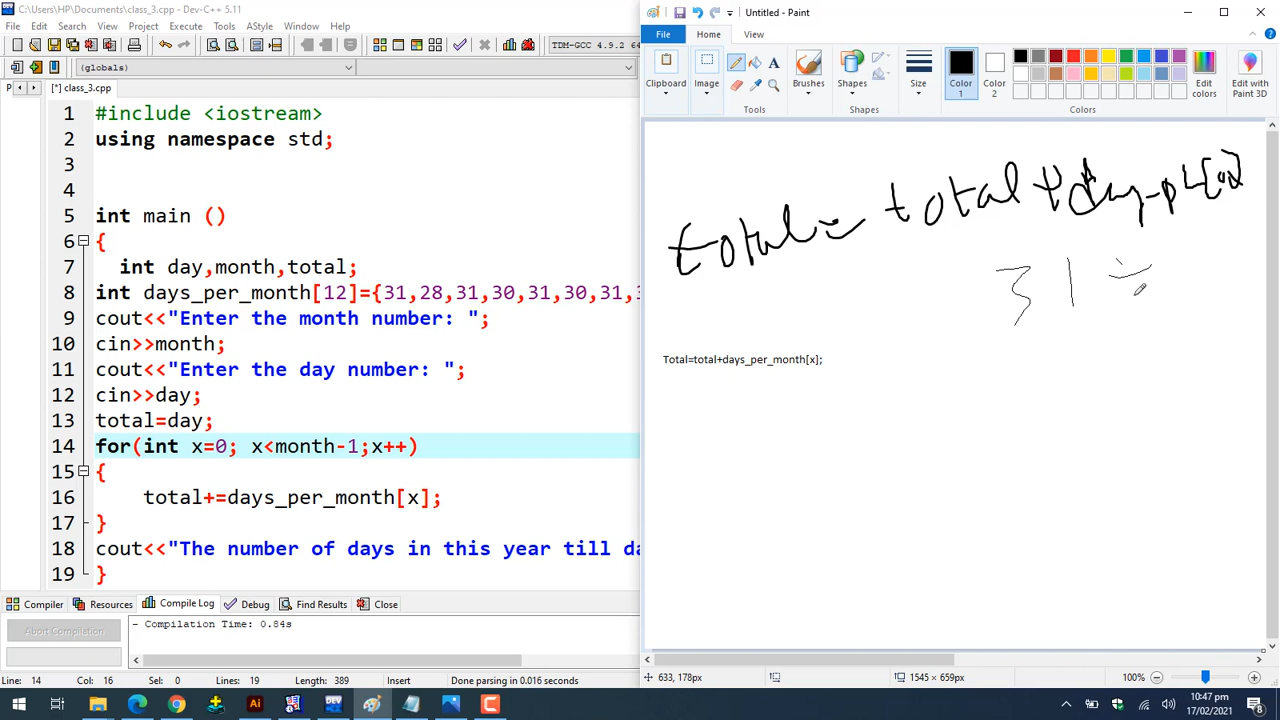 C:\Users\HP\Documents\class_3.cpp - Dev-C++ 5.11
File Edit Search View Project Execute Tools AStyle Window Help
TDM-GCC 4.9.2 64
(globals)
P [*] class_3.cpp
1 #include <iostream>
2 using namespace std;
3
4
5 int main ()
6 {
7 int day,month,total;
8 int days_per_month[12]={31,28,31,30,31,30,31,3
9 cout<<"Enter the month number: ";
10 cin>>month;
11 cout<<"Enter the day number: ";
12 cin>>day;
13 total=day;
14 for(int x=0; x<month-1;x++)
15 {
16 total+=days_per_month[x];
17 }
18 cout<<"The number of days in this year till da
19 }
Compiler Resources Compile Log Debug Find Results Close
Abort Compilation
- Compilation Time: 0.84s
Line: 14 Col: 16 Sel: 0 Lines: 19 Length: 389 Insert Done parsing in 0.016 seconds
Untitled - Paint
File Home View
Clipboard Image Brushes Shapes Size Color 1 Color 2 Edit colors Edit with Paint 3D
Tools Shapes Colors
total = total +
31
Total=total+days_per_month[x];
633, 178px 1545 × 659px 100%
10:47 pm
17/02/2021